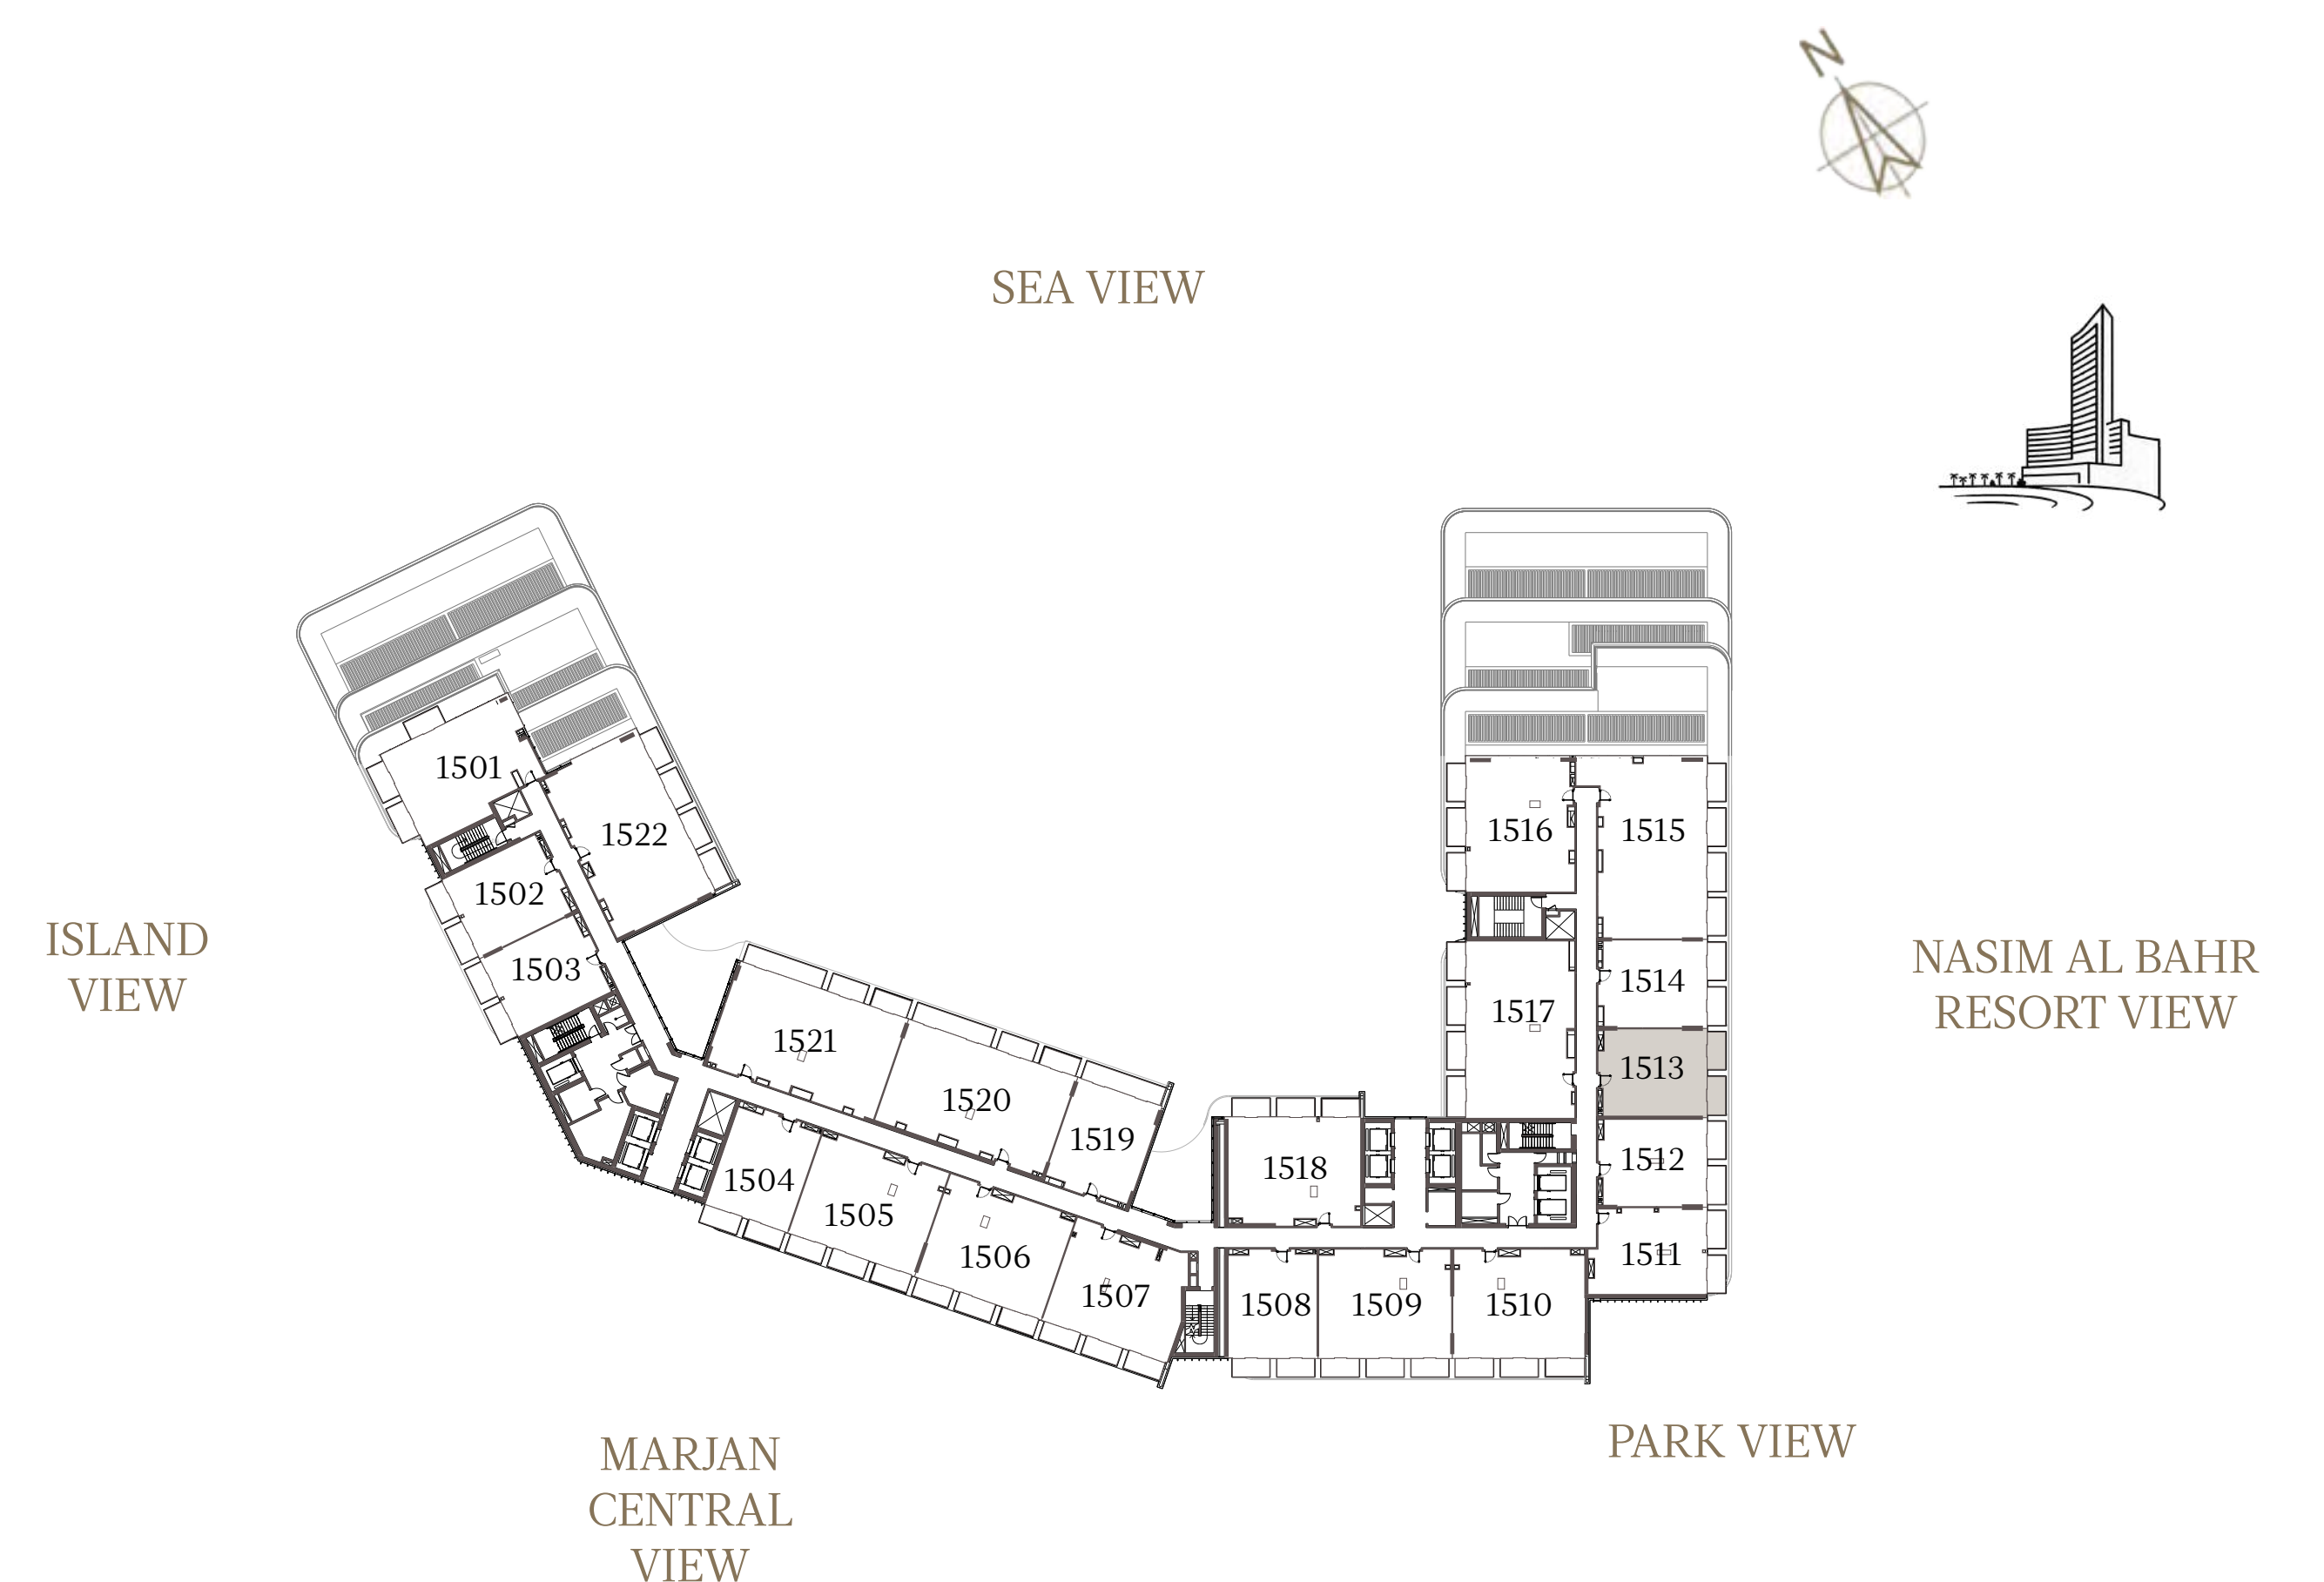 N
SEA VIEW
1501
1522
1516
1515
1502
1503
ISLAND
VIEW
NASIM AL BAHR
RESORT VIEW
1514
1517
1521
1513
1520
1519
1512
1518
1504
1505
1506
1511
1507
1508
1509
1510
PARK VIEW
MARJAN
CENTRAL
VIEW